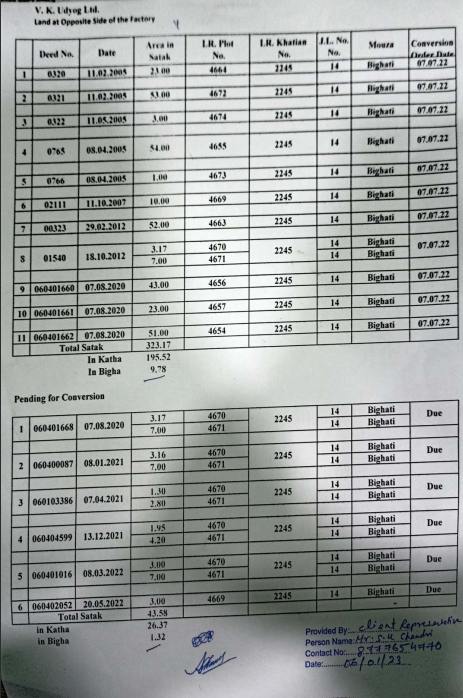 V. K. Udyog Ltd.
Land at Opposite Side of the Factory
Deed No. Date Area in Satak L.R. Plot No. L.R. Khatian No. J.L. No. No. Mouza Conversion Order Date
1 0320 11.02.2005 23.00 4664 2245 14 Bighati 07.07.22
2 0321 11.02.2005 53.00 4672 2245 14 Bighati 07.07.22
3 0322 11.05.2005 3.00 4674 2245 14 Bighati 07.07.22
4 0765 08.04.2005 54.00 4655 2245 14 Bighati 07.07.22
5 0766 08.04.2005 1.00 4673 2245 14 Bighati 07.07.22
6 02111 11.10.2007 10.00 4669 2245 14 Bighati 07.07.22
7 00323 29.02.2012 52.00 4663 2245 14 Bighati 07.07.22
8 01540 18.10.2012 3.17 4670 2245 14 Bighati 07.07.22
7.00 4671 14 Bighati
9 060401660 07.08.2020 43.00 4656 2245 14 Bighati 07.07.22
10 060401661 07.08.2020 23.00 4657 2245 14 Bighati 07.07.22
11 060401662 07.08.2020 51.00 4654 2245 14 Bighati 07.07.22
Total Satak 323.17
In Katha 195.52
In Bigha 9.78
Pending for Conversion
1 060401668 07.08.2020 3.17 4670 2245 14 Bighati Due
7.00 4671 14 Bighati
2 060400087 08.01.2021 3.16 4670 2245 14 Bighati Due
7.00 4671 14 Bighati
3 060103386 07.04.2021 1.30 4670 2245 14 Bighati Due
2.80 4671 14 Bighati
4 060404599 13.12.2021 1.95 4670 2245 14 Bighati Due
4.20 4671 14 Bighati
5 060401016 08.03.2022 3.00 4670 2245 14 Bighati Due
7.00 4671 14 Bighati
6 060402052 20.05.2022 3.00 4669 2245 14 Bighati Due
Total Satak 43.58
in Katha 26.37
in Bigha 1.32
Provided By: client Representative
Person Name: Mr. S.K Chandri
Contact No: 8777654770
Date: 06/01/23